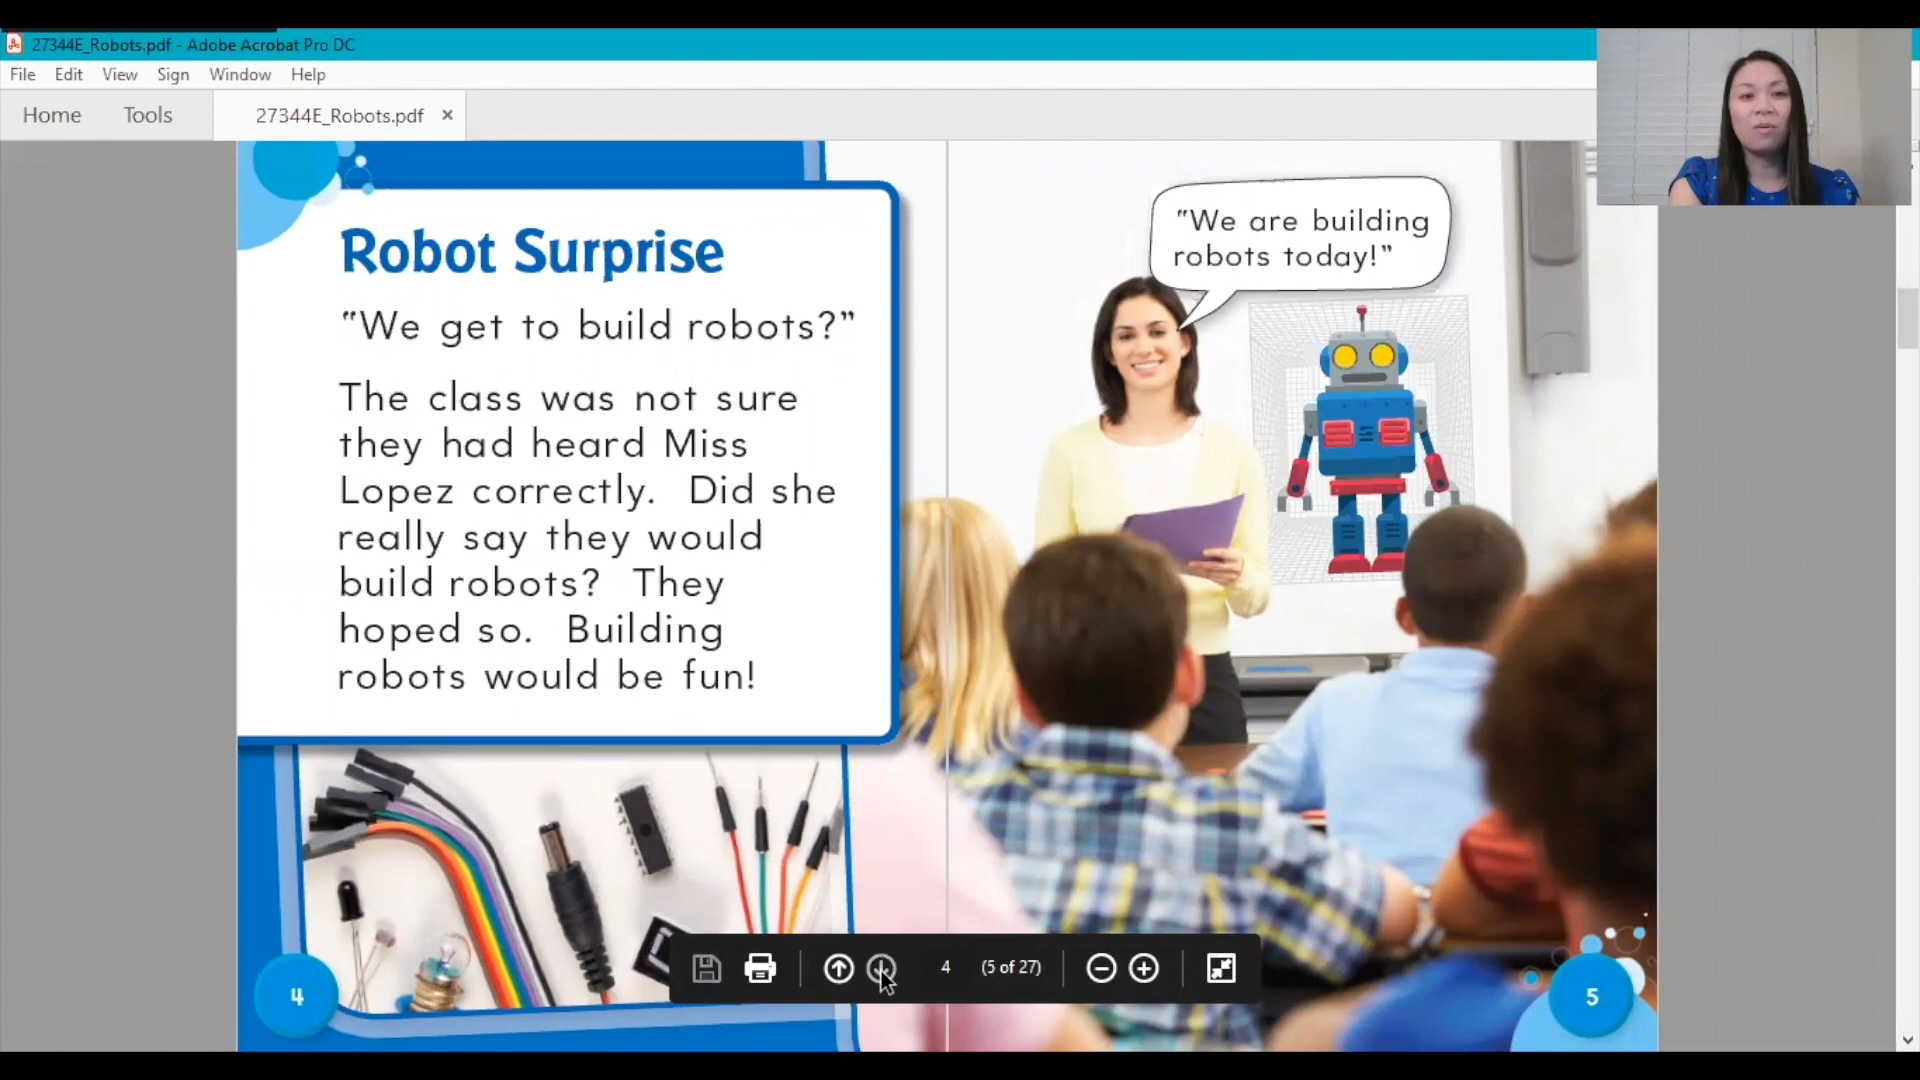 27344E_Robots.pdf - Adobe Acrobat Pro DC
File Edit View Sign Window Help
Home Tools 27344E_Robots.pdf ×
Robot Surprise
"We get to build robots?"
The class was not sure
they had heard Miss
Lopez correctly. Did she
really say they would
build robots? They
hoped so. Building
robots would be fun!
"We are building
robots today!"
4 (5 of 27)
4
5